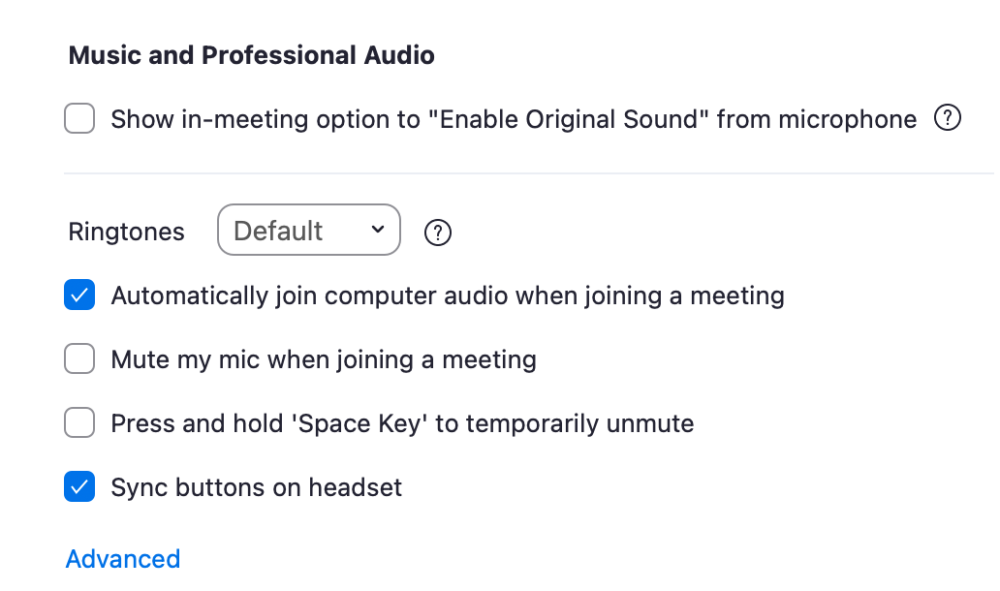 Music and Professional Audio
Show in-meeting option to "Enable Original Sound" from microphone ?
Ringtones Default ?
Automatically join computer audio when joining a meeting
Mute my mic when joining a meeting
Press and hold 'Space Key' to temporarily unmute
Sync buttons on headset
Advanced